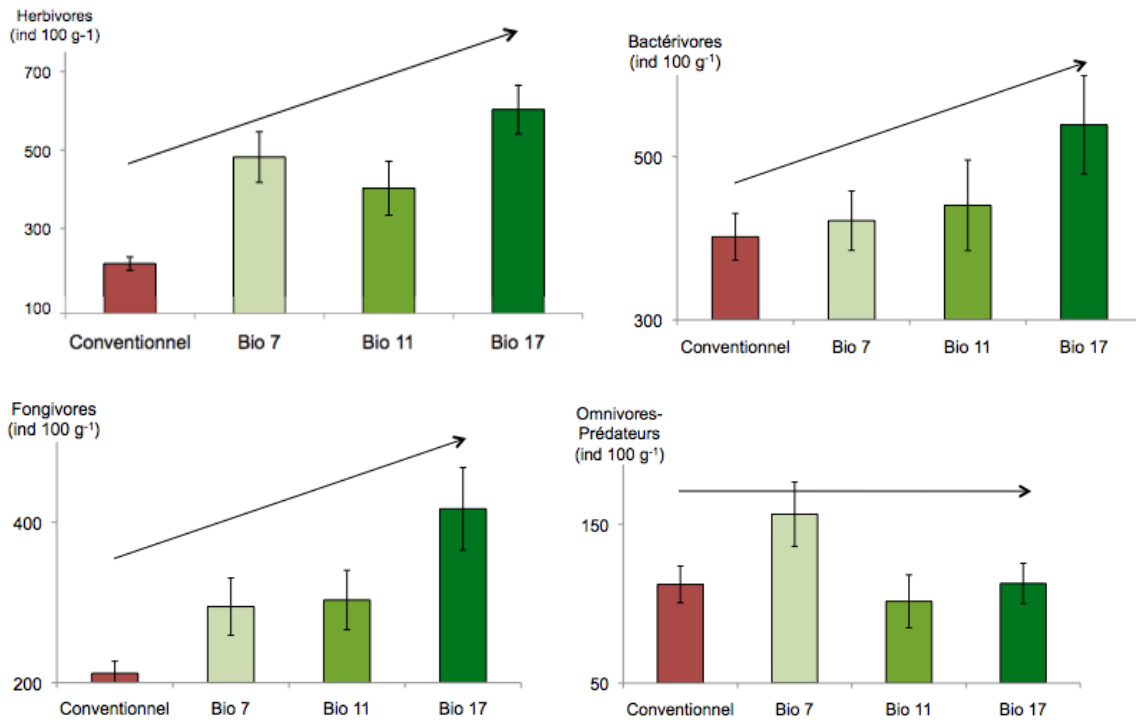 Herbivores
(ind 100 g-1)
700
500
300
100
Conventionnel Bio 7 Bio 11 Bio 17
Bactérivores
(ind 100 g⁻¹)
500
300
Conventionnel Bio 7 Bio 11 Bio 17
Fongivores
(ind 100 g⁻¹)
400
200
Conventionnel Bio 7 Bio 11 Bio 17
Omnivores-
Prédateurs
(ind 100 g⁻¹)
150
50
Conventionnel Bio 7 Bio 11 Bio 17